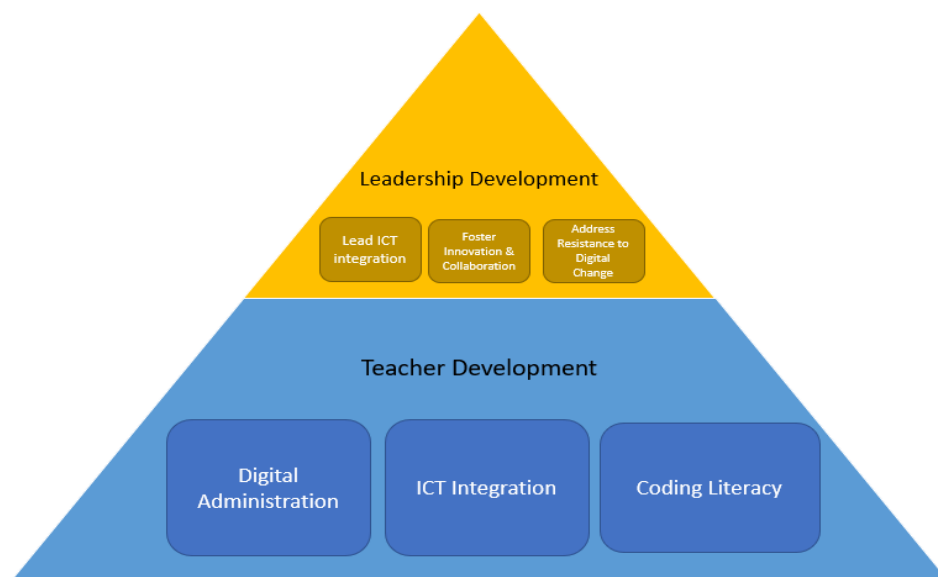 Leadership Development
Lead ICT
integration
Foster
Innovation &
Collaboration
Address
Resistance to
Digital
Change
Teacher Development
Digital
Administration
ICT Integration
Coding Literacy